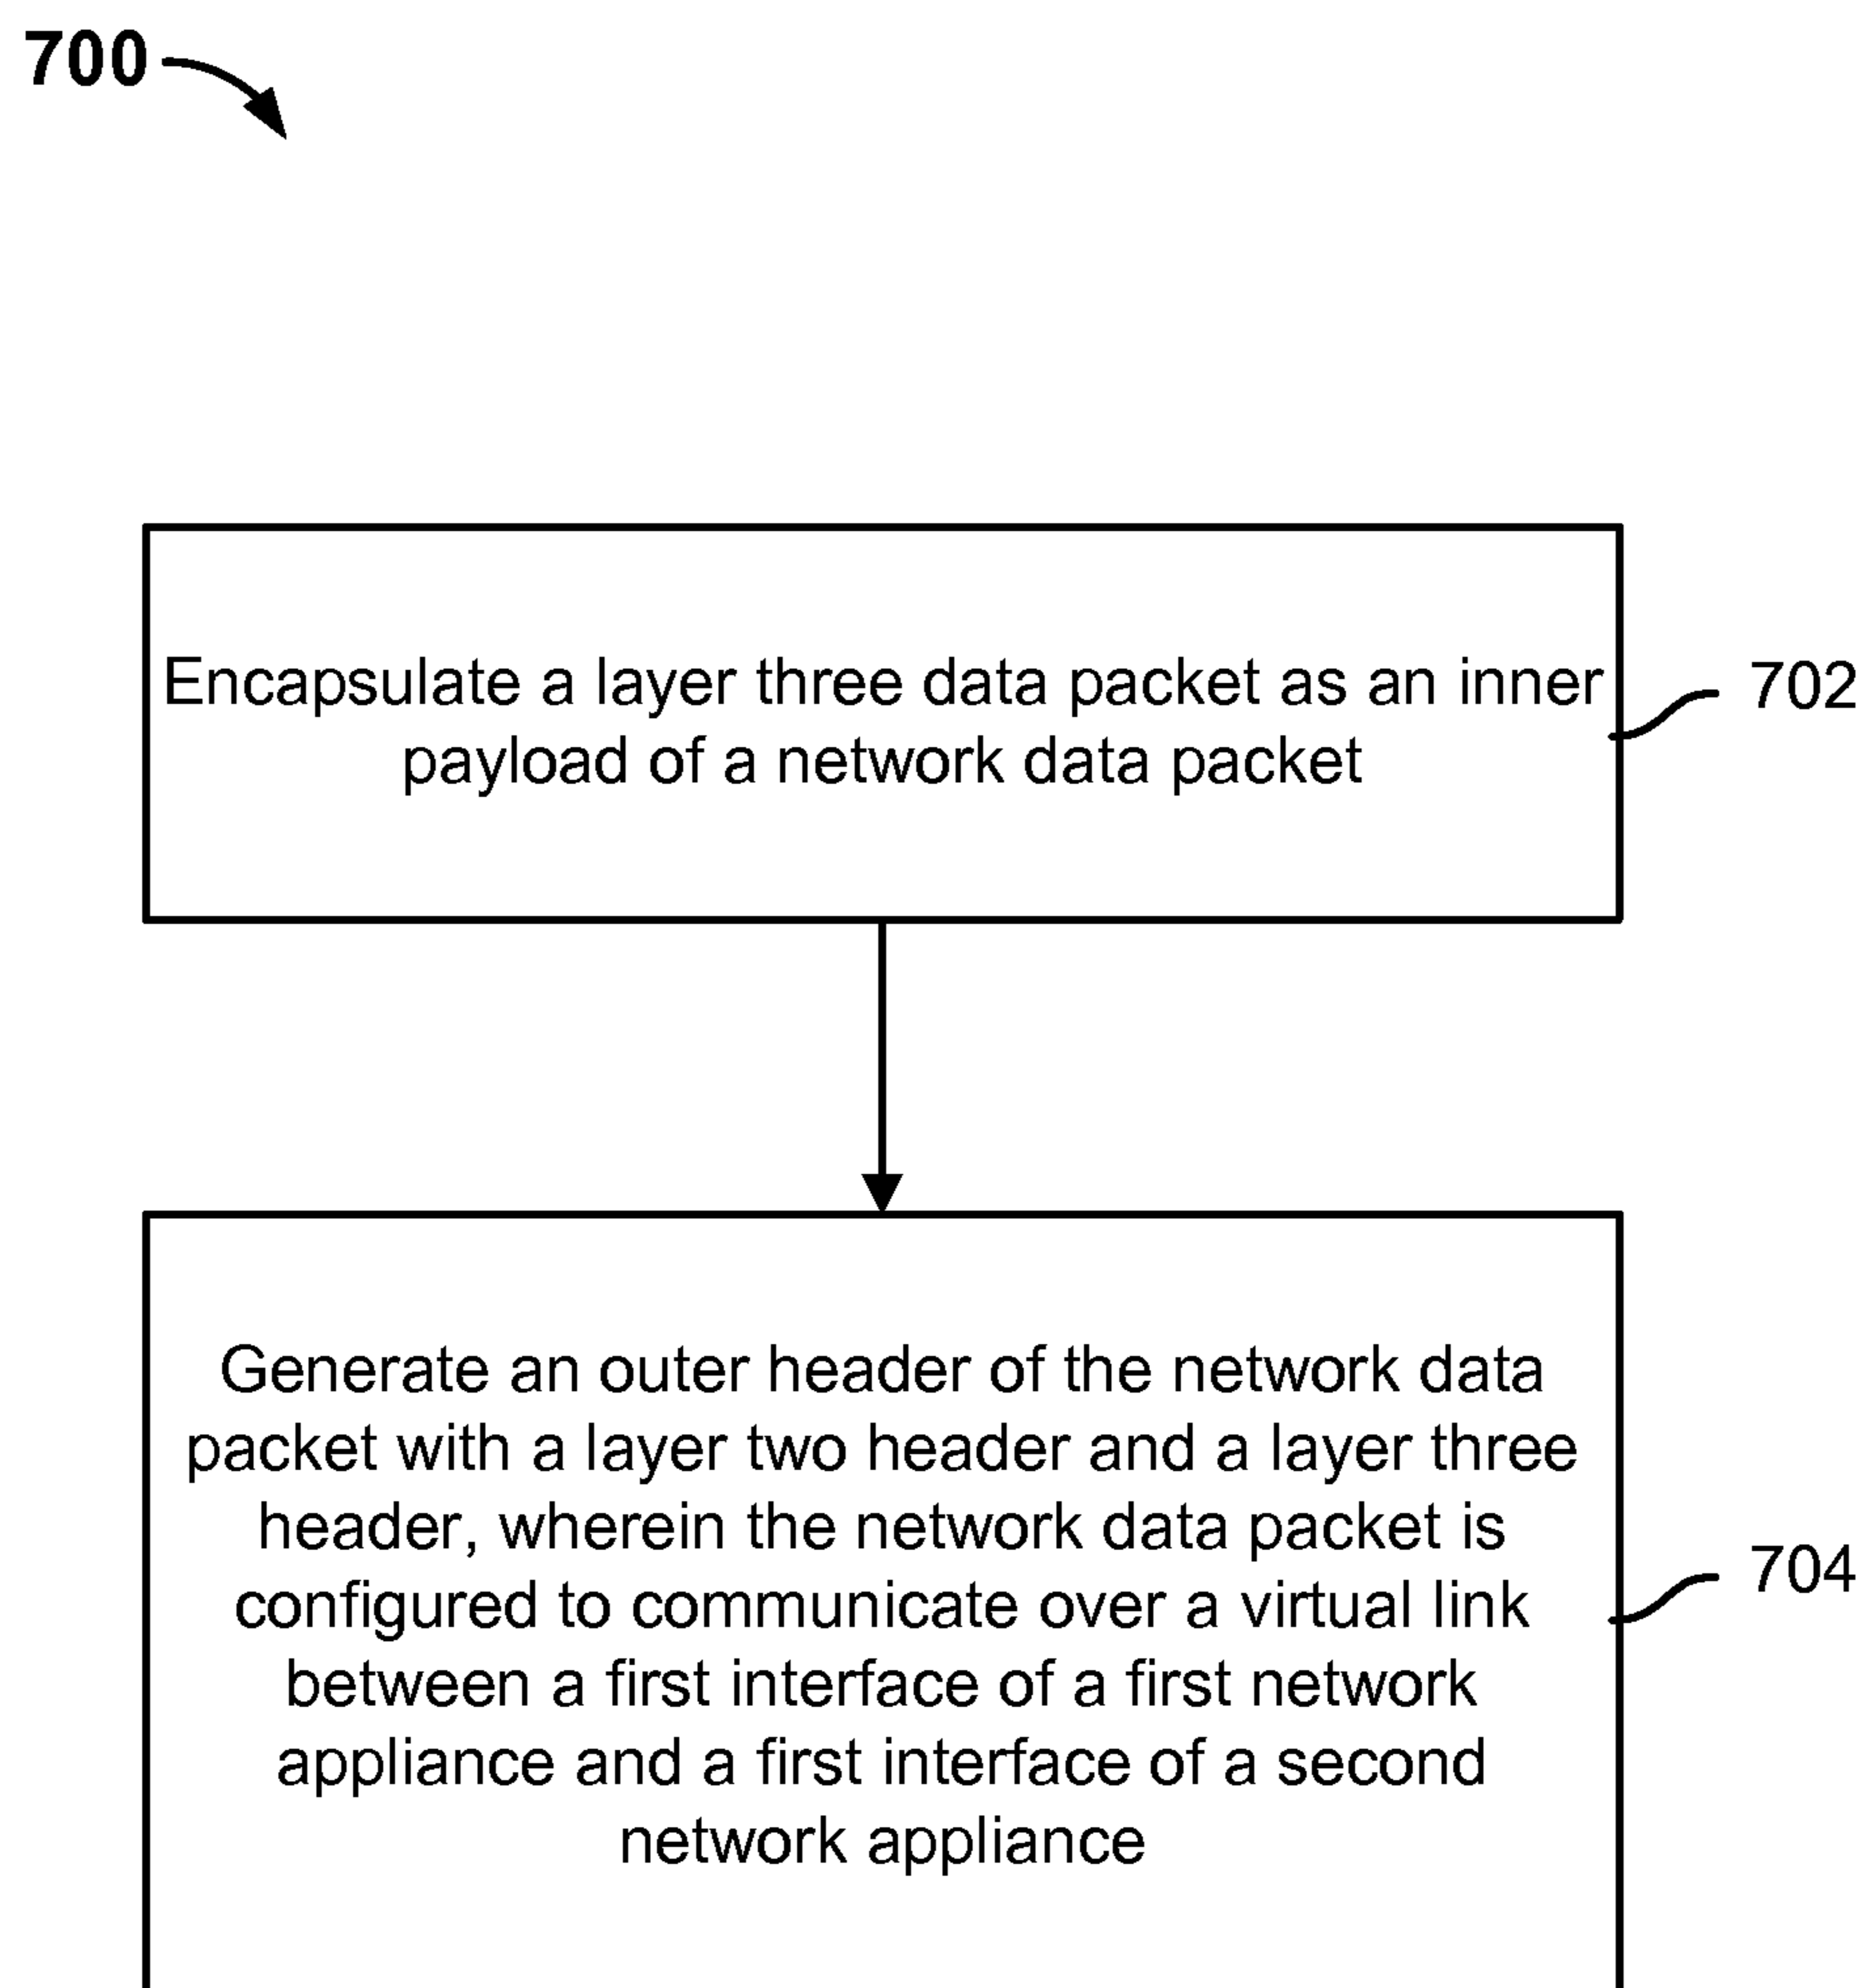 700
Encapsulate a layer three data packet as an inner
payload of a network data packet
702
Generate an outer header of the network data
packet with a layer two header and a layer three
header, wherein the network data packet is
configured to communicate over a virtual link
between a first interface of a first network
appliance and a first interface of a second
network appliance
704